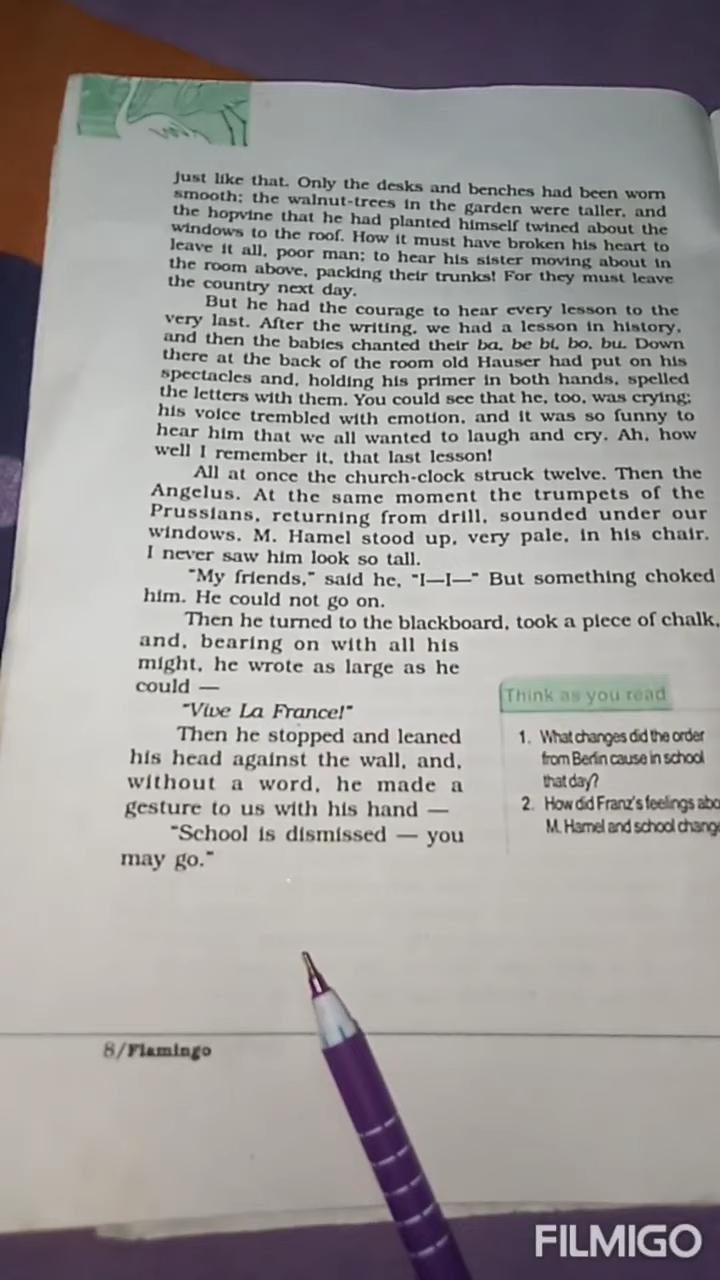 just like that. Only the desks and benches had been worn
smooth; the walnut-trees in the garden were taller, and
the hopvine that he had planted himself twined about the
windows to the roof. How it must have broken his heart to
leave it all, poor man; to hear his sister moving about in
the room above, packing their trunks! For they must leave
the country next day.
But he had the courage to hear every lesson to the
very last. After the writing, we had a lesson in history,
and then the babies chanted their ba, be bi, bo, bu. Down
there at the back of the room old Hauser had put on his
spectacles and, holding his primer in both hands, spelled
the letters with them. You could see that he, too, was crying;
his voice trembled with emotion, and it was so funny to
hear him that we all wanted to laugh and cry. Ah, how
well I remember it, that last lesson!
All at once the church-clock struck twelve. Then the
Angelus. At the same moment the trumpets of the
Prussians, returning from drill, sounded under our
windows. M. Hamel stood up, very pale, in his chair.
I never saw him look so tall.
"My friends," said he, "I—I—" But something choked
him. He could not go on.
Then he turned to the blackboard, took a piece of chalk,
and, bearing on with all his
might, he wrote as large as he
could —
"Vive La France!"
Then he stopped and leaned
his head against the wall, and,
without a word, he made a
gesture to us with his hand —
"School is dismissed — you
may go."
Think as you read
1. What changes did the order
from Berlin cause in school
that day?
2. How did Franz's feelings abo
M. Hamel and school change
8/Flamingo
FILMIGO